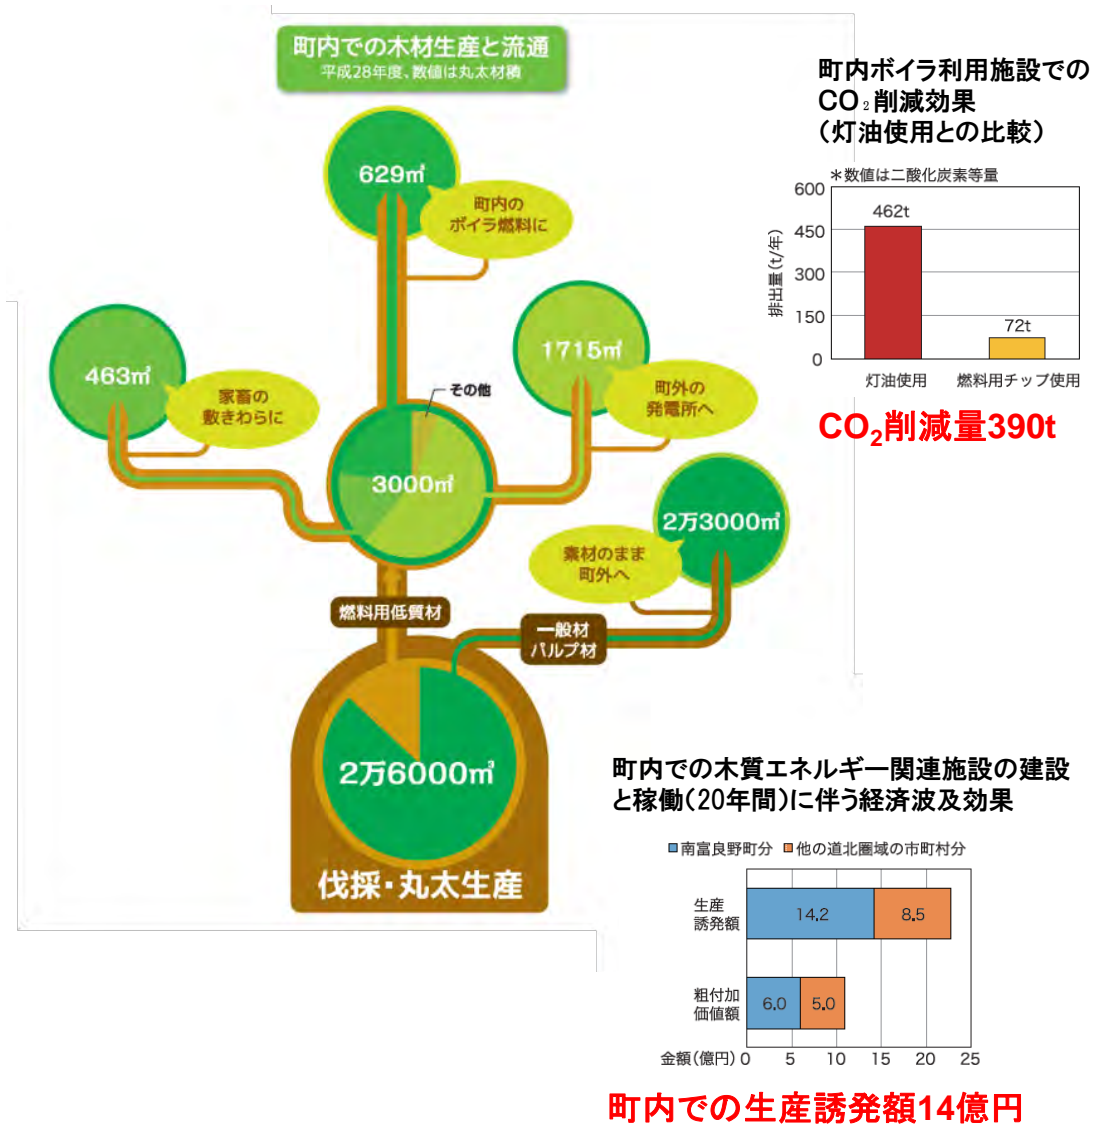 町内での木材生産と流通
平成28年度、数値は丸太材積
629㎥
町内の
ボイラ燃料に
463㎥
家畜の
敷きわらに
1715㎥
町外の
発電所へ
その他
3000㎥
2万3000㎥
素材のまま
町外へ
燃料用低質材
一般材
パルプ材
2万6000㎥
伐採・丸太生産
町内ボイラ利用施設での
CO₂削減効果
(灯油使用との比較)
*数値は二酸化炭素等量
排出量(t/年)
600
450
300
150
0
462t
72t
灯油使用
燃料用チップ使用
CO₂削減量390t
町内での木質エネルギー関連施設の建設
と稼働(20年間)に伴う経済波及効果
南富良野町分 他の道北圏域の市町村分
生産
誘発額
14.2 8.5
粗付加
価値額
6.0 5.0
金額(億円) 0 5 10 15 20 25
町内での生産誘発額14億円